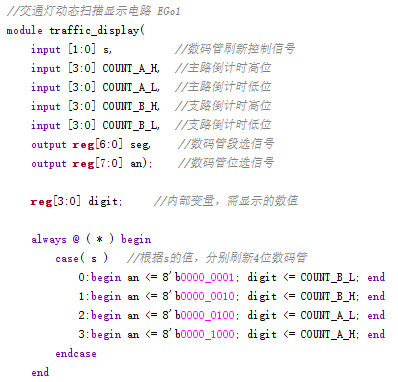 //交通灯动态扫描显示电路 EGo1
module traffic_display(
input [1:0] s, //数码管刷新控制信号
input [3:0] COUNT_A_H, //主路倒计时高位
input [3:0] COUNT_A_L, //主路倒计时低位
input [3:0] COUNT_B_H, //支路倒计时高位
input [3:0] COUNT_B_L, //支路倒计时低位
output reg[6:0] seg, //数码管段选信号
output reg[7:0] an); //数码管位选信号
reg[3:0] digit; //内部变量，需显示的数值
always @ ( * ) begin
case( s ) //根据s的值，分别刷新4位数码管
0:begin an <= 8'b0000_0001; digit <= COUNT_B_L; end
1:begin an <= 8'b0000_0010; digit <= COUNT_B_H; end
2:begin an <= 8'b0000_0100; digit <= COUNT_A_L; end
3:begin an <= 8'b0000_1000; digit <= COUNT_A_H; end
endcase
end